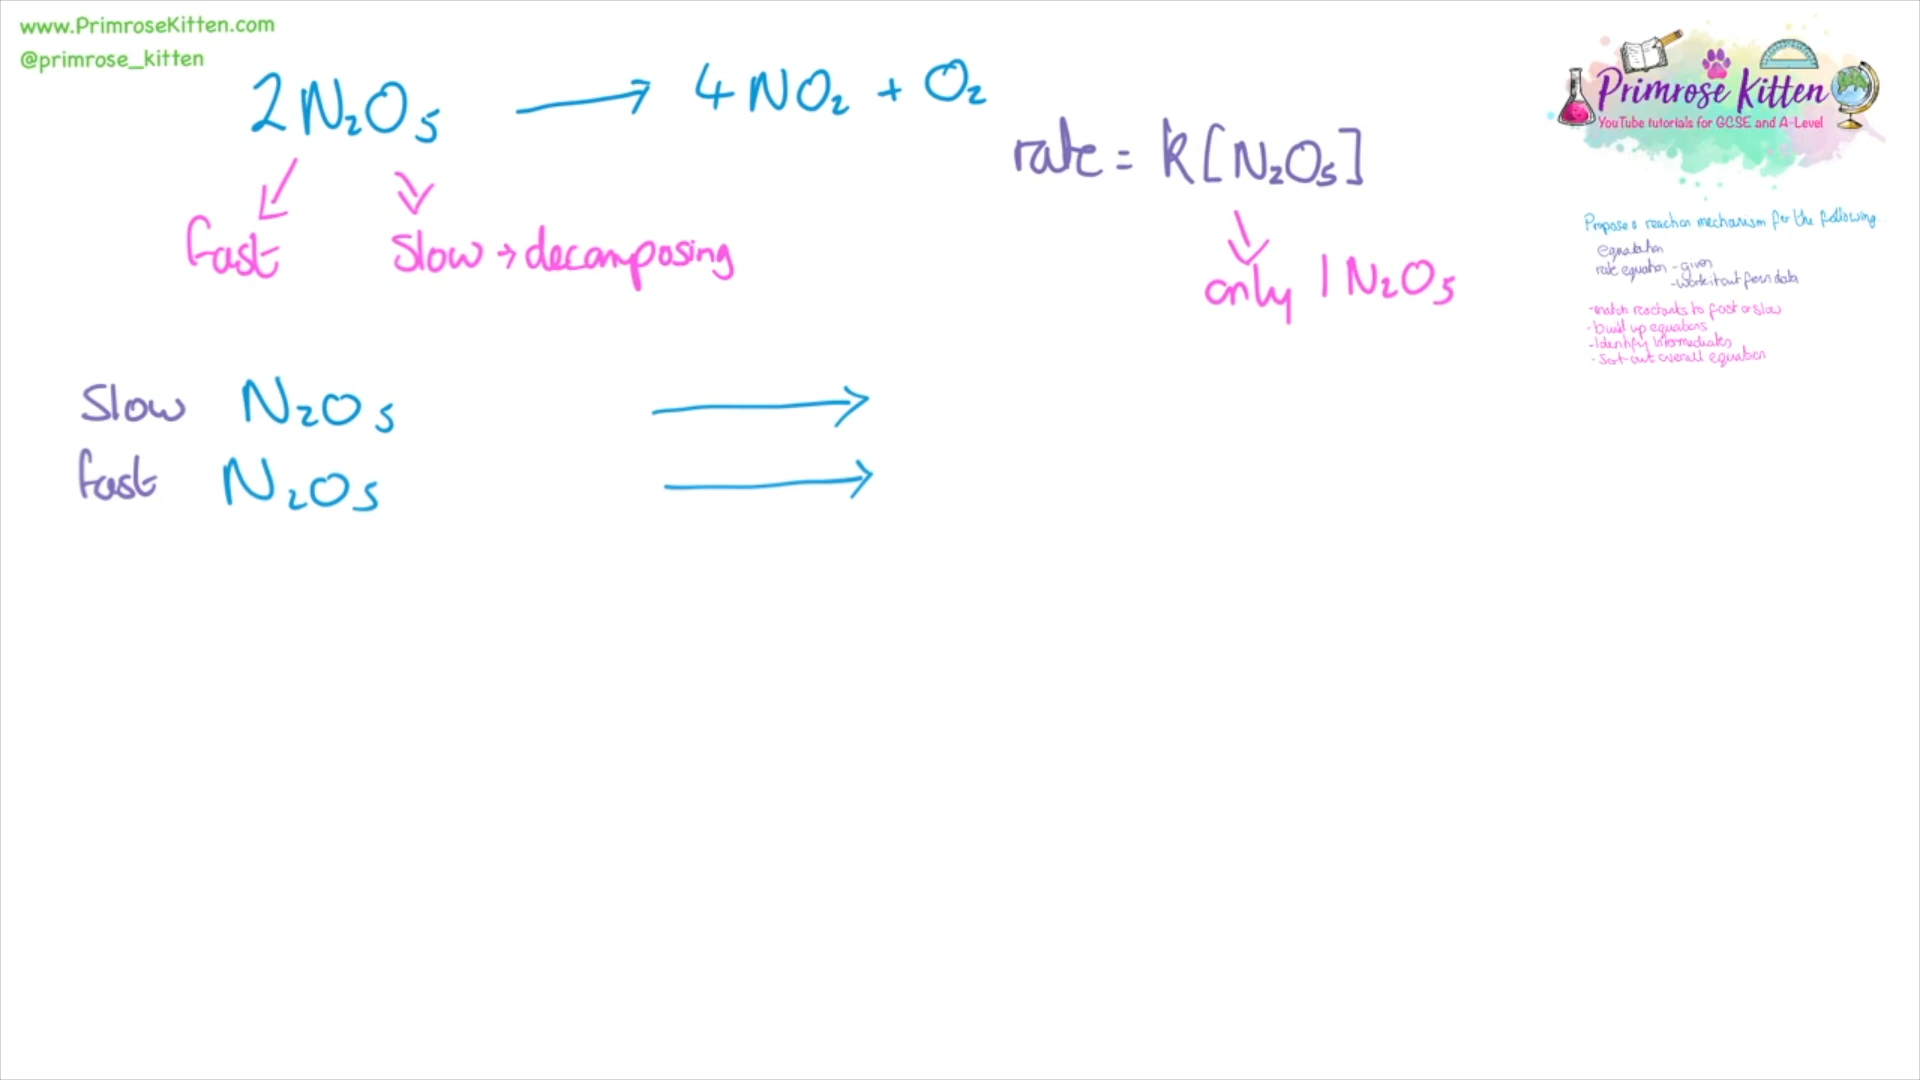 www.PrimroseKitten.com
@primrose_kitten
2N₂O₅ → 4NO₂ + O₂
rate = k[N₂O₅]
fast
slow → decomposing
only 1 N₂O₅
Primrose Kitten
YouTube tutorials for GCSE and A-Level
Propose a reaction mechanism for the following
equation
rate equation - given
- work it out from data
- match reactants to fast or slow
- build up equations
- Identify Intermediates
- Sort out overall equation
Slow N₂O₅ →
fast N₂O₅ →